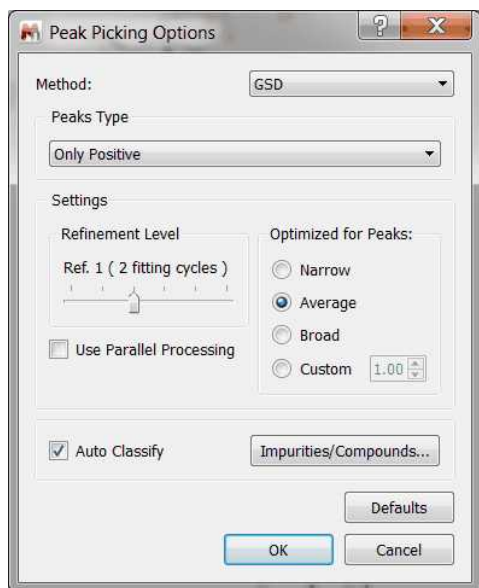 Peak Picking Options
Method: GSD
Peaks Type
Only Positive
Settings
Refinement Level
Ref. 1 ( 2 fitting cycles )
Use Parallel Processing
Optimized for Peaks:
Narrow
Average
Broad
Custom 1.00
Auto Classify Impurities/Compounds...
Defaults
OK Cancel